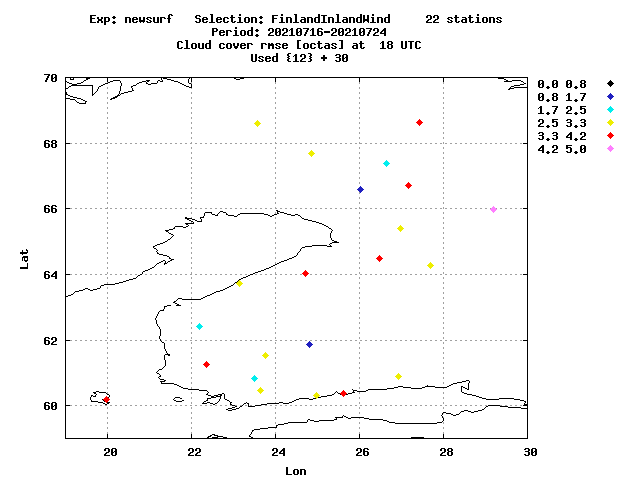 Exp: newsurf   Selection: FinlandInlandWind     22 stations
Period: 20210716-20210724
Cloud cover rmse [octas] at  18 UTC
Used {12} + 30
0.0 0.8
0.8 1.7
1.7 2.5
2.5 3.3
3.3 4.2
4.2 5.0
70
68
66
64
62
60
Lat
20 22 24 26 28 30
Lon